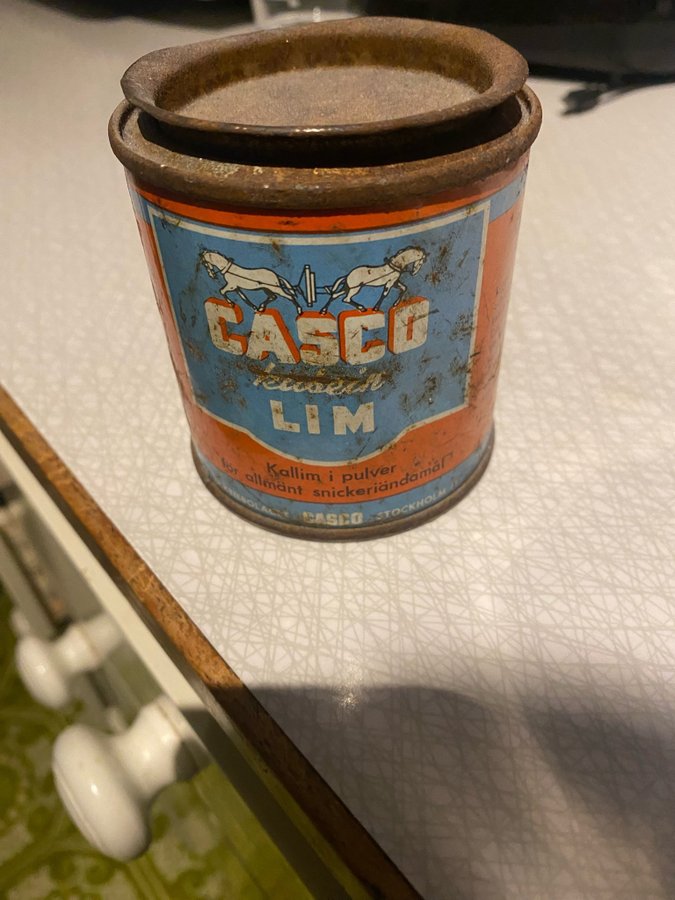 CASCO
kasein
LIM
Kallim i pulver
för allmänt snickeriändamål
CASCO STOCKHOLM